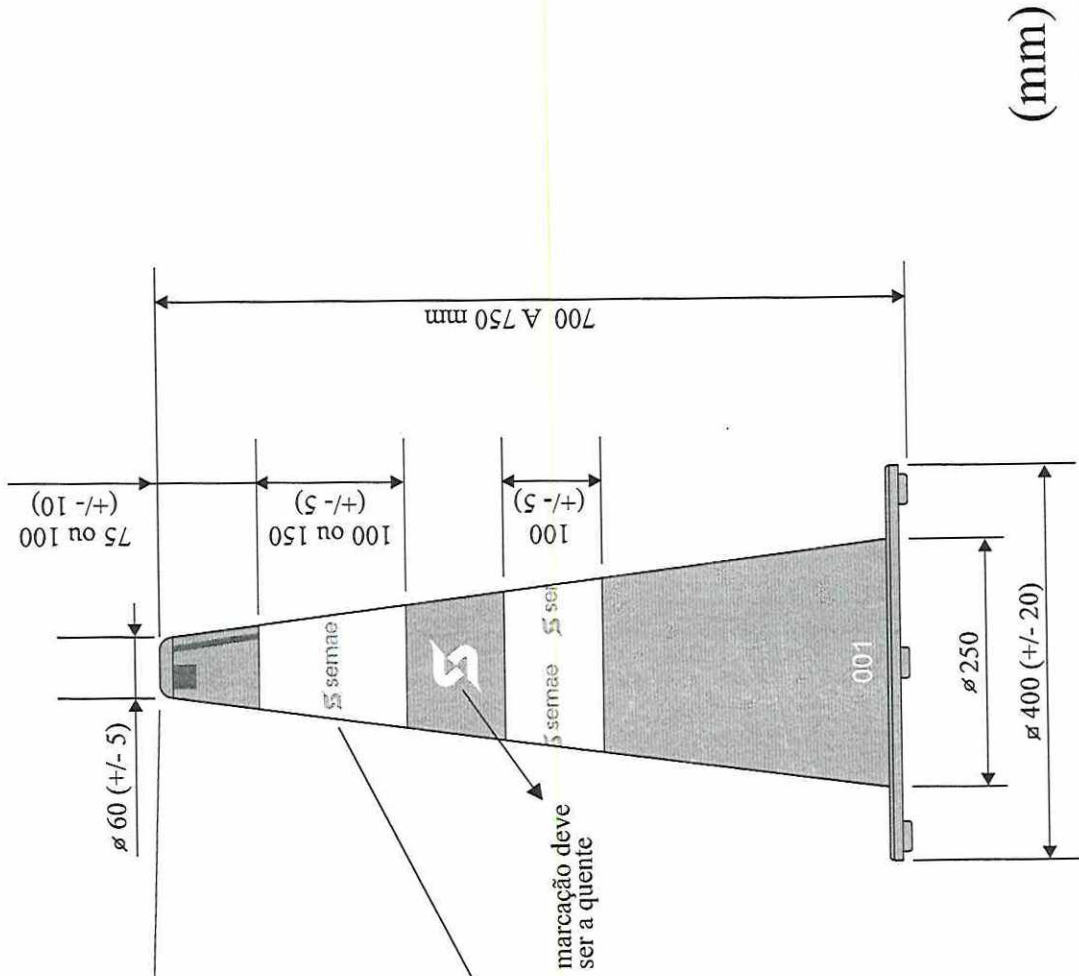 (mm)
75 ou 100
(+/- 10)
ø 60 (+/- 5)
100 ou 150
(+/- 5)
100
(+/- 5)
700 A 750 mm
semae
semae
ser
marcação deve
ser a quente
001
ø 250
ø 400 (+/- 20)